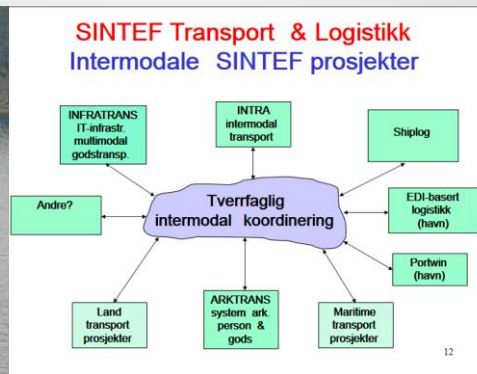 SINTEF Transport & Logistikk
Intermodale SINTEF prosjekter
INFRATRANS
IT-infrastr.
multimodal
godstransp.
INTRA
intermodal
transport
Shiplog
Andre?
Tverrfaglig
intermodal koordinering
EDI-basert
logistikk
(havn)
Portwin
(havn)
Land
transport
prosjekter
ARKTRANS
system ark.
person &
gods
Maritime
transport
prosjekter
12